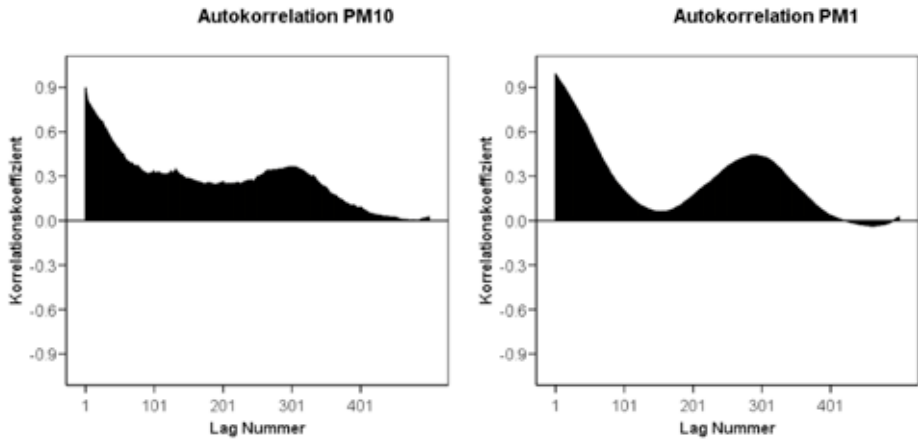 Autokorrelation PM10
Korrelationskoeffizient
0.9
0.6
0.3
0.0
-0.3
-0.6
-0.9
1 101 201 301 401
Lag Nummer
Autokorrelation PM1
Korrelationskoeffizient
0.9
0.6
0.3
0.0
-0.3
-0.6
-0.9
1 101 201 301 401
Lag Nummer